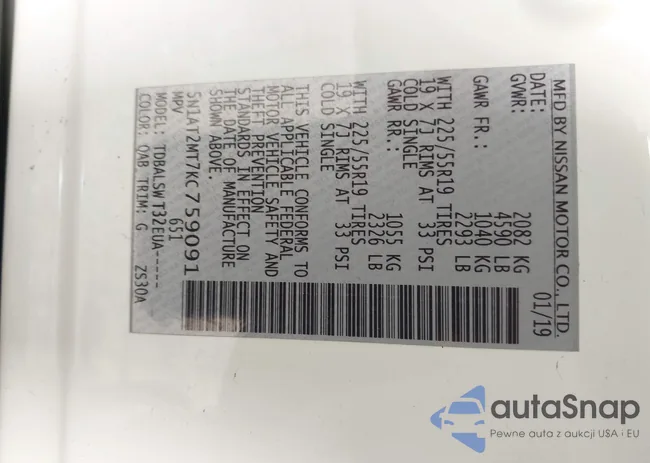 MFD BY NISSAN MOTOR CO., LTD.
DATE: 01/19
GVWR: 2082 KG
4590 LB
GAWR FR.: 1040 KG
2293 LB
WITH 225/55R19 TIRES
19 X 7J RIMS AT 33 PSI
COLD SINGLE
GAWR RR.: 1055 KG
2326 LB
WITH 225/55R19 TIRES
19 X 7J RIMS AT 33 PSI
COLD SINGLE
THIS VEHICLE CONFORMS TO
ALL APPLICABLE FEDERAL
MOTOR VEHICLE SAFETY AND
THEFT PREVENTION
STANDARDS IN EFFECT ON
THE DATE OF MANUFACTURE
SHOWN ABOVE.
5N1AT2MT7KC759091
MPV 651
MODEL: TDBALSWT32EUA-----
COLOR: QAB TRIM: G ZS30A
autaSnap
Pewne auta z aukcji USA i EU